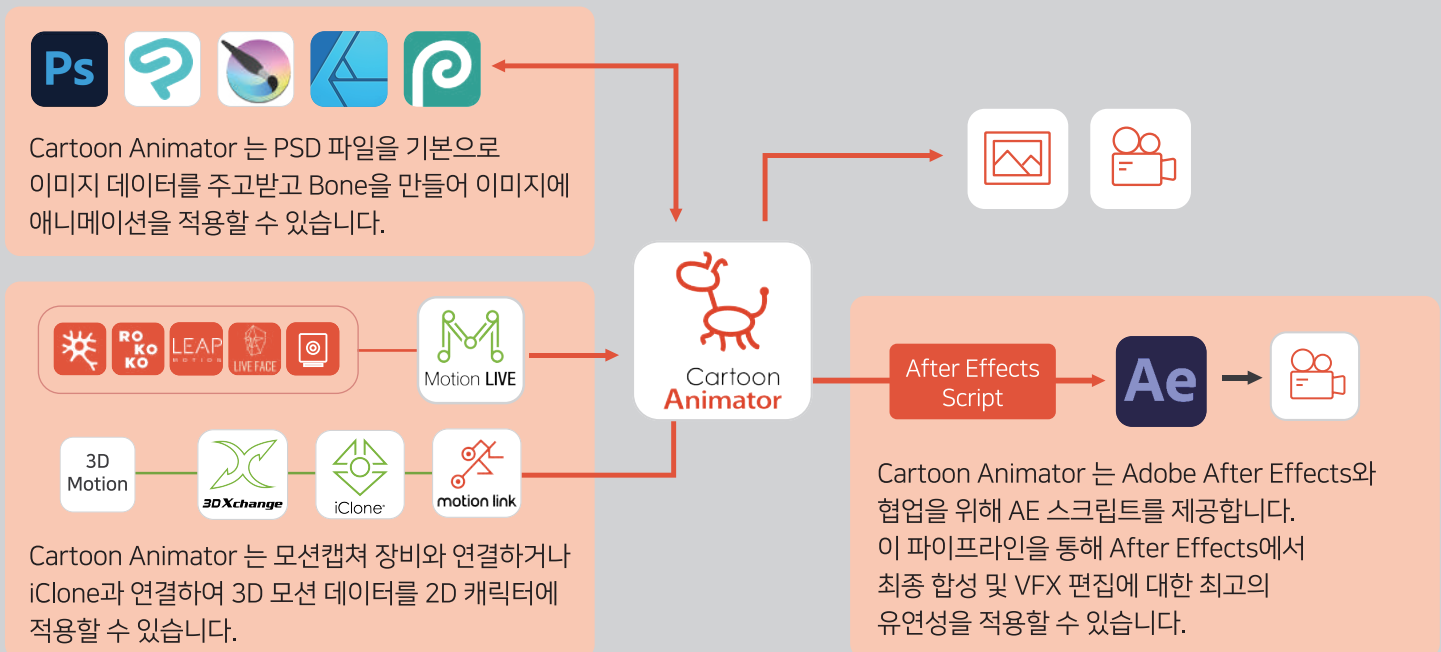 Ps
Cartoon Animator 는 PSD 파일을 기본으로
이미지 데이터를 주고받고 Bone을 만들어 이미지에
애니메이션을 적용할 수 있습니다.
RO
KO
KO
LEAP
MOTION
LIVE FACE
Motion LIVE
3D
Motion
3DXchange
iClone
motion link
Cartoon Animator 는 모션캡쳐 장비와 연결하거나
iClone과 연결하여 3D 모션 데이터를 2D 캐릭터에
적용할 수 있습니다.
Cartoon
Animator
After Effects
Script
Ae
Cartoon Animator 는 Adobe After Effects와
협업을 위해 AE 스크립트를 제공합니다.
이 파이프라인을 통해 After Effects에서
최종 합성 및 VFX 편집에 대한 최고의
유연성을 적용할 수 있습니다.